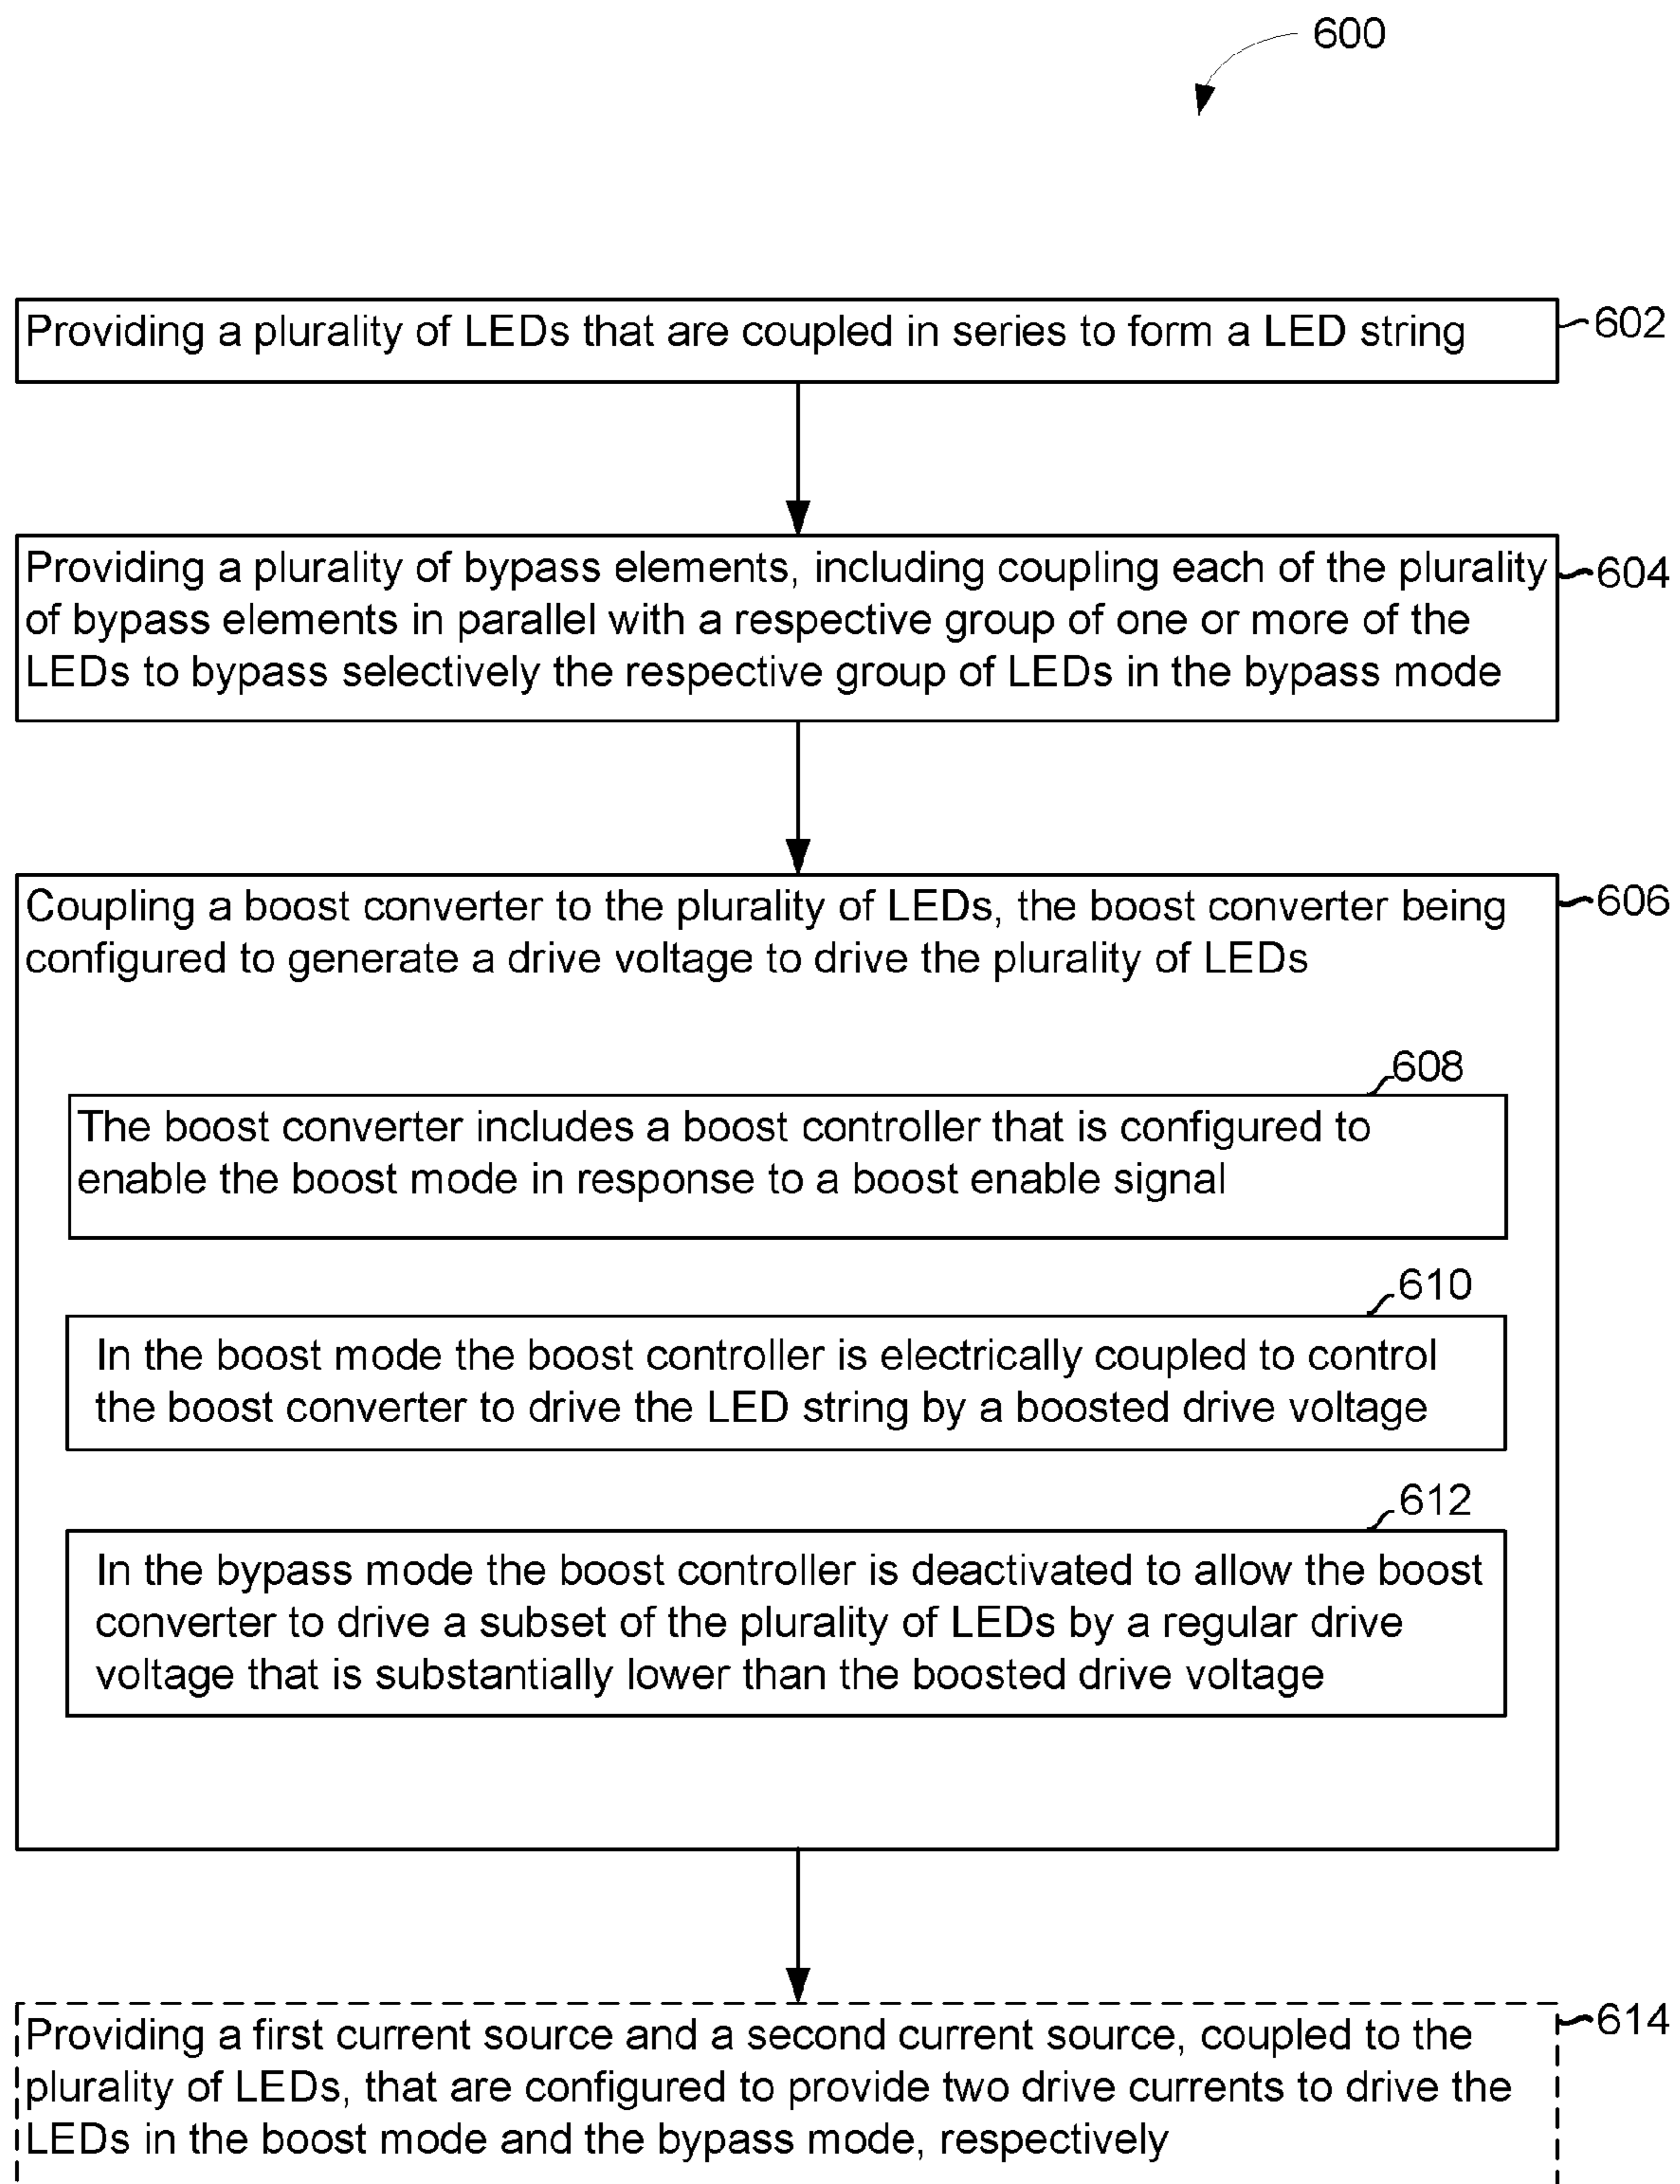 600
Providing a plurality of LEDs that are coupled in series to form a LED string
602
Providing a plurality of bypass elements, including coupling each of the plurality
of bypass elements in parallel with a respective group of one or more of the
LEDs to bypass selectively the respective group of LEDs in the bypass mode
604
Coupling a boost converter to the plurality of LEDs, the boost converter being
configured to generate a drive voltage to drive the plurality of LEDs
606
608
The boost converter includes a boost controller that is configured to
enable the boost mode in response to a boost enable signal
610
In the boost mode the boost controller is electrically coupled to control
the boost converter to drive the LED string by a boosted drive voltage
612
In the bypass mode the boost controller is deactivated to allow the boost
converter to drive a subset of the plurality of LEDs by a regular drive
voltage that is substantially lower than the boosted drive voltage
Providing a first current source and a second current source, coupled to the
plurality of LEDs, that are configured to provide two drive currents to drive the
LEDs in the boost mode and the bypass mode, respectively
614